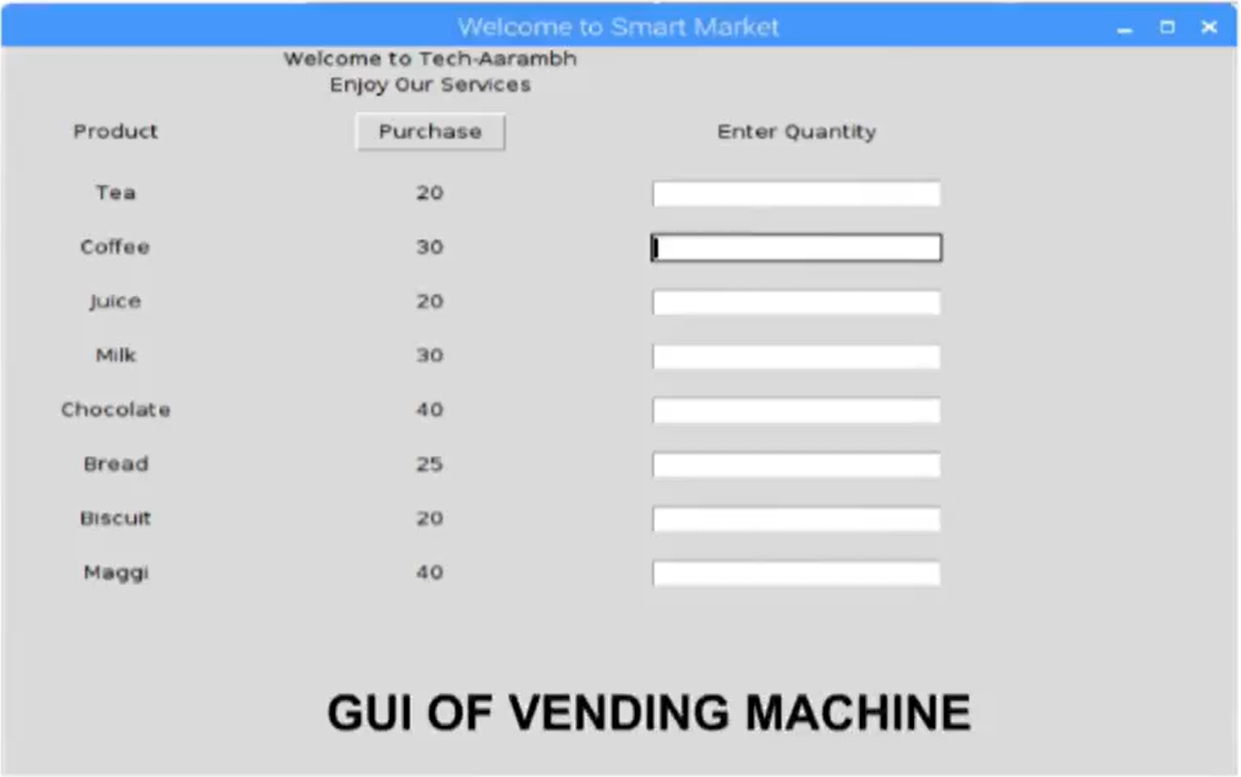 Welcome to Smart Market
Welcome to Tech-Aarambh
Enjoy Our Services
Product Purchase Enter Quantity
Tea 20
Coffee 30
Juice 20
Milk 30
Chocolate 40
Bread 25
Biscuit 20
Maggi 40
GUI OF VENDING MACHINE